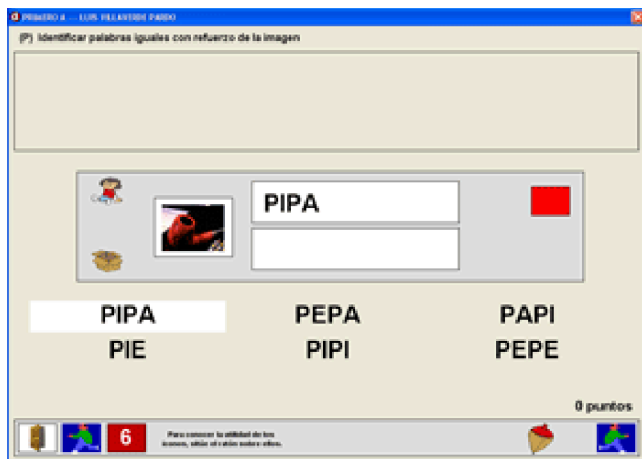 PRIMERO A ... LUIS VILLAVERDE PARDO
(P) Identificar palabras iguales con refuerzo de la imagen
PIPA
PIPA PEPA PAPI
PIE PIPI PEPE
0 puntos
6
Para conocer la utilidad de los
iconos, sitúe el ratón sobre ellos.